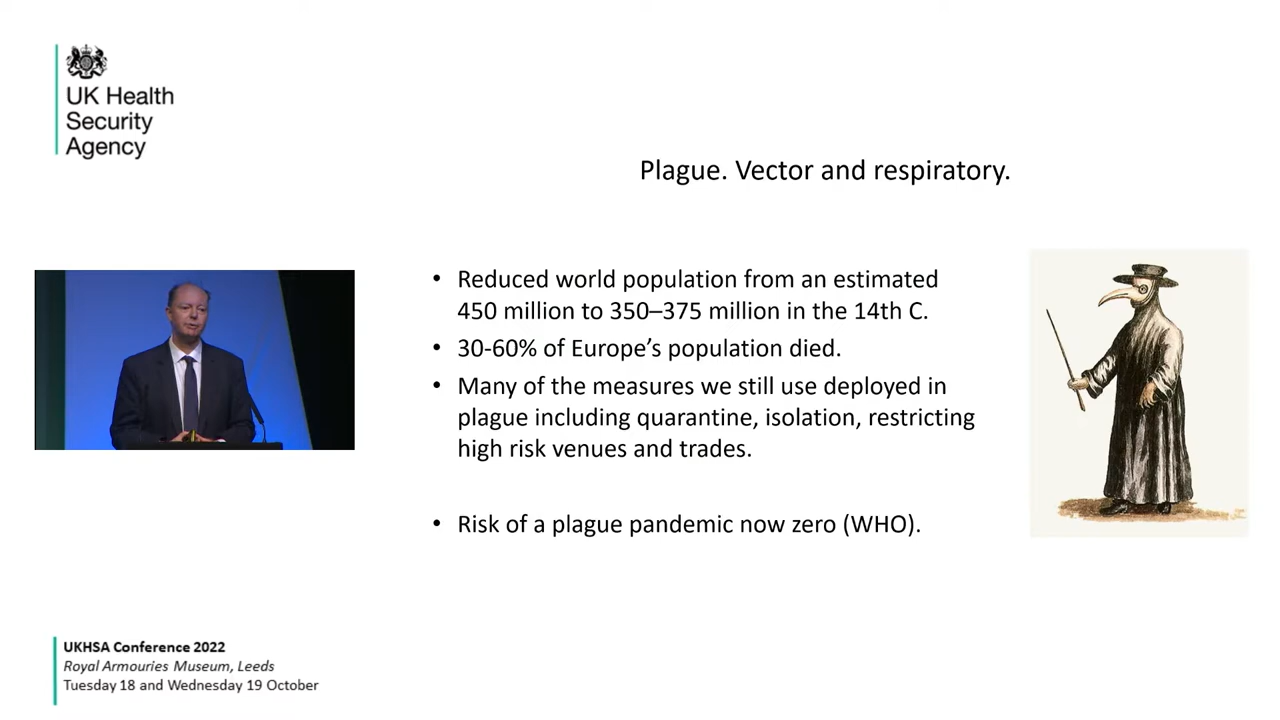 UK Health
Security
Agency
Plague. Vector and respiratory.
• Reduced world population from an estimated
450 million to 350–375 million in the 14th C.
• 30-60% of Europe's population died.
• Many of the measures we still use deployed in
plague including quarantine, isolation, restricting
high risk venues and trades.
• Risk of a plague pandemic now zero (WHO).
UKHSA Conference 2022
Royal Armouries Museum, Leeds
Tuesday 18 and Wednesday 19 October